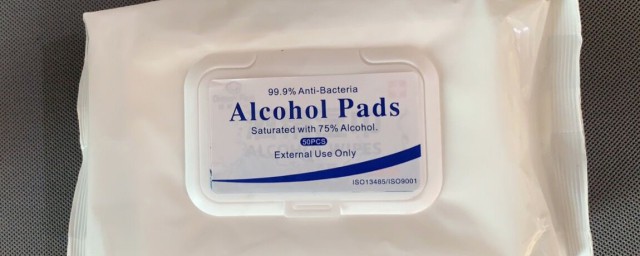 99.9% Anti-Bacteria
Alcohol Pads
Saturated with 75% Alcohol.
50PCS
External Use Only
ISO13485/ISO9001